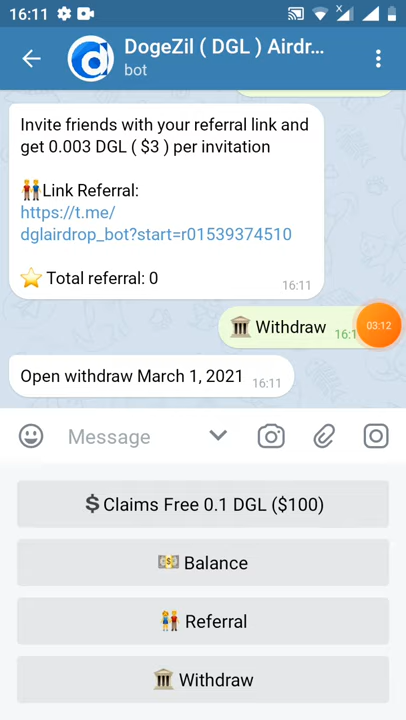 16:11
DogeZil ( DGL ) Airdr...
bot
Invite friends with your referral link and
get 0.003 DGL ( $3 ) per invitation
👬Link Referral:
https://t.me/
dglairdrop_bot?start=r01539374510
⭐ Total referral: 0
16:11
🏛 Withdraw
16:1
03:12
Open withdraw March 1, 2021
16:11
Message
💲Claims Free 0.1 DGL ($100)
💵 Balance
👫 Referral
🏛 Withdraw